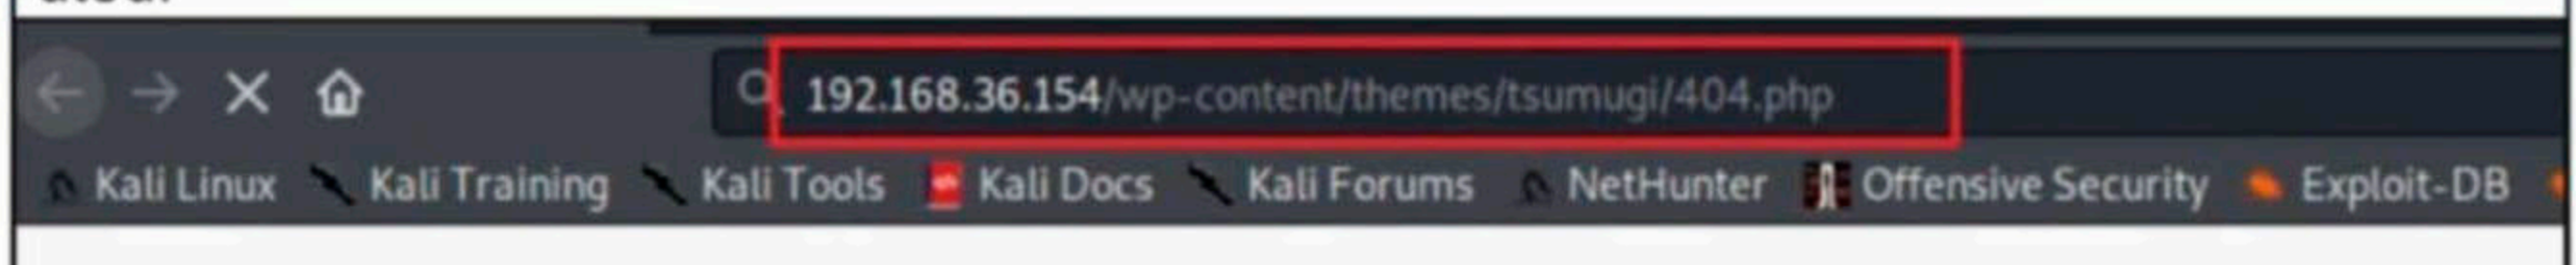 192.168.36.154/wp-content/themes/tsumugi/404.php
Kali Linux Kali Training Kali Tools Kali Docs Kali Forums NetHunter Offensive Security Exploit-DB